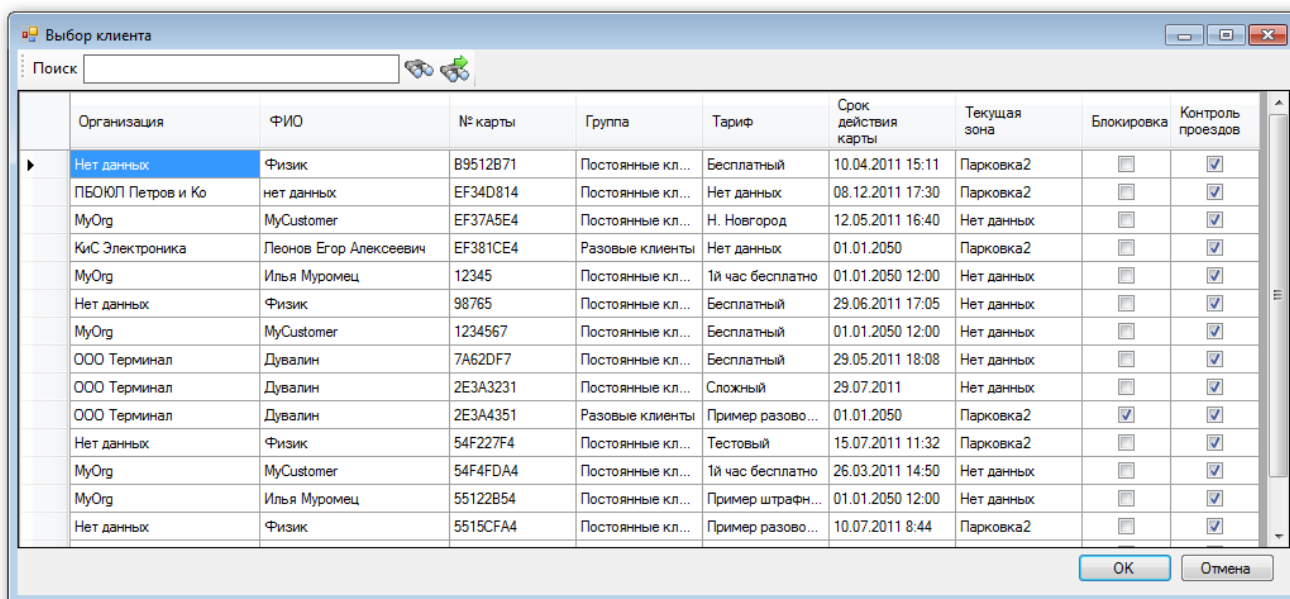 Выбор клиента
Поиск
Организация ФИО № карты Группа Тариф Срок действия карты Текущая зона Блокировка Контроль проездов
Нет данных Физик B9512B71 Постоянные кл... Бесплатный 10.04.2011 15:11 Парковка2
ПБОЮЛ Петров и Ко нет данных EF34D814 Постоянные кл... Нет данных 08.12.2011 17:30 Парковка2
MyOrg MyCustomer EF37A5E4 Постоянные кл... Н. Новгород 12.05.2011 16:40 Нет данных
КиС Электроника Леонов Егор Алексеевич EF381CE4 Разовые клиенты Нет данных 01.01.2050 Парковка2
MyOrg Илья Муромец 12345 Постоянные кл... 1й час бесплатно 01.01.2050 12:00 Нет данных
Нет данных Физик 98765 Постоянные кл... Бесплатный 29.06.2011 17:05 Нет данных
MyOrg MyCustomer 1234567 Постоянные кл... Бесплатный 01.01.2050 12:00 Нет данных
ООО Терминал Дувалин 7A62DF7 Постоянные кл... Бесплатный 29.05.2011 18:08 Нет данных
ООО Терминал Дувалин 2E3A3231 Постоянные кл... Сложный 29.07.2011 Нет данных
ООО Терминал Дувалин 2E3A4351 Разовые клиенты Пример разово... 01.01.2050 Парковка2
Нет данных Физик 54F227F4 Постоянные кл... Тестовый 15.07.2011 11:32 Парковка2
MyOrg MyCustomer 54F4FDA4 Постоянные кл... 1й час бесплатно 26.03.2011 14:50 Нет данных
MyOrg Илья Муромец 55122B54 Постоянные кл... Пример штрафн... 01.01.2050 12:00 Нет данных
Нет данных Физик 5515CFA4 Постоянные кл... Пример разово... 10.07.2011 8:44 Парковка2
OK Отмена